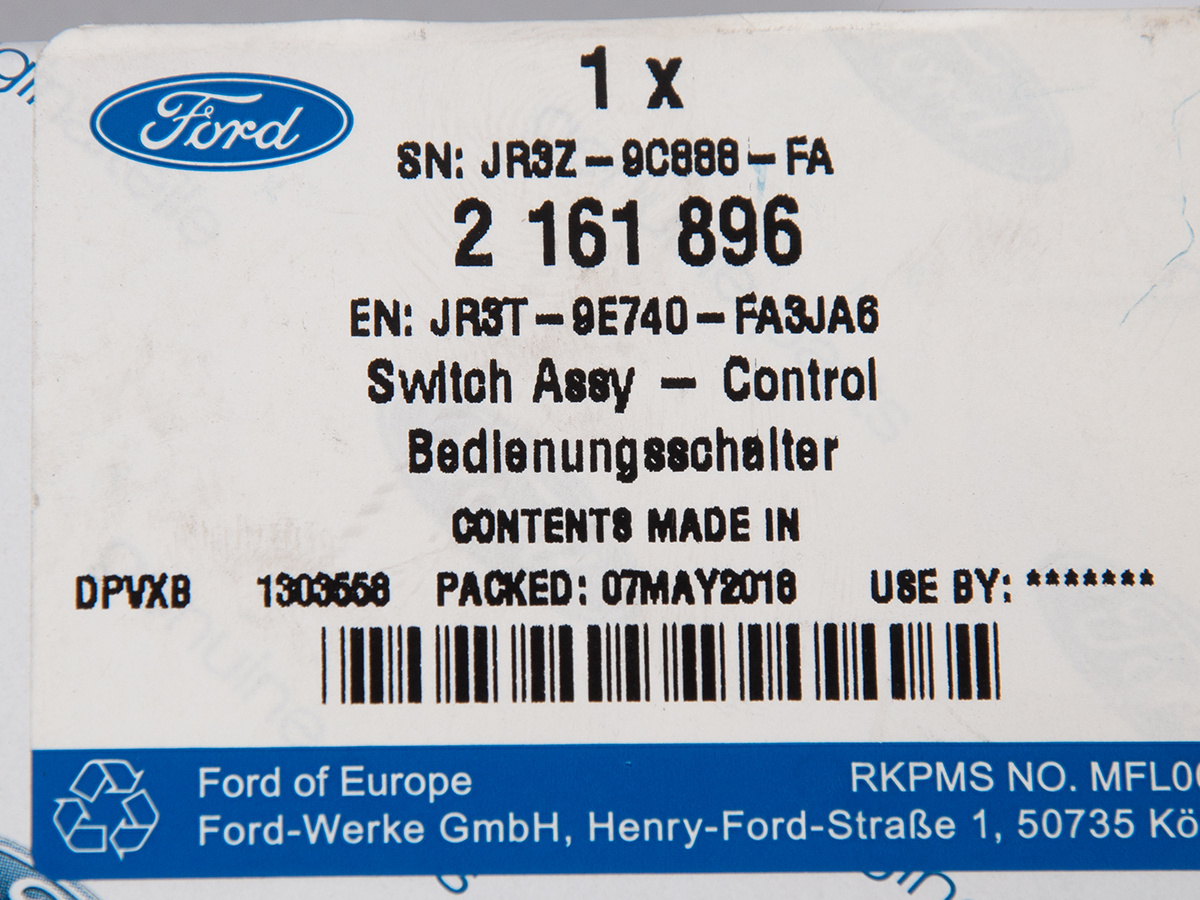 Ford
1 x
SN: JR3Z-9C888-FA
2 161 896
EN: JR3T-9E740-FA3JA6
Switch Assy - Control
Bedienungsschalter
CONTENTS MADE IN
DPVXB 1303558 PACKED: 07MAY2018 USE BY: *******
Ford of Europe RKPMS NO. MFL00
Ford-Werke GmbH, Henry-Ford-Straße 1, 50735 Kö